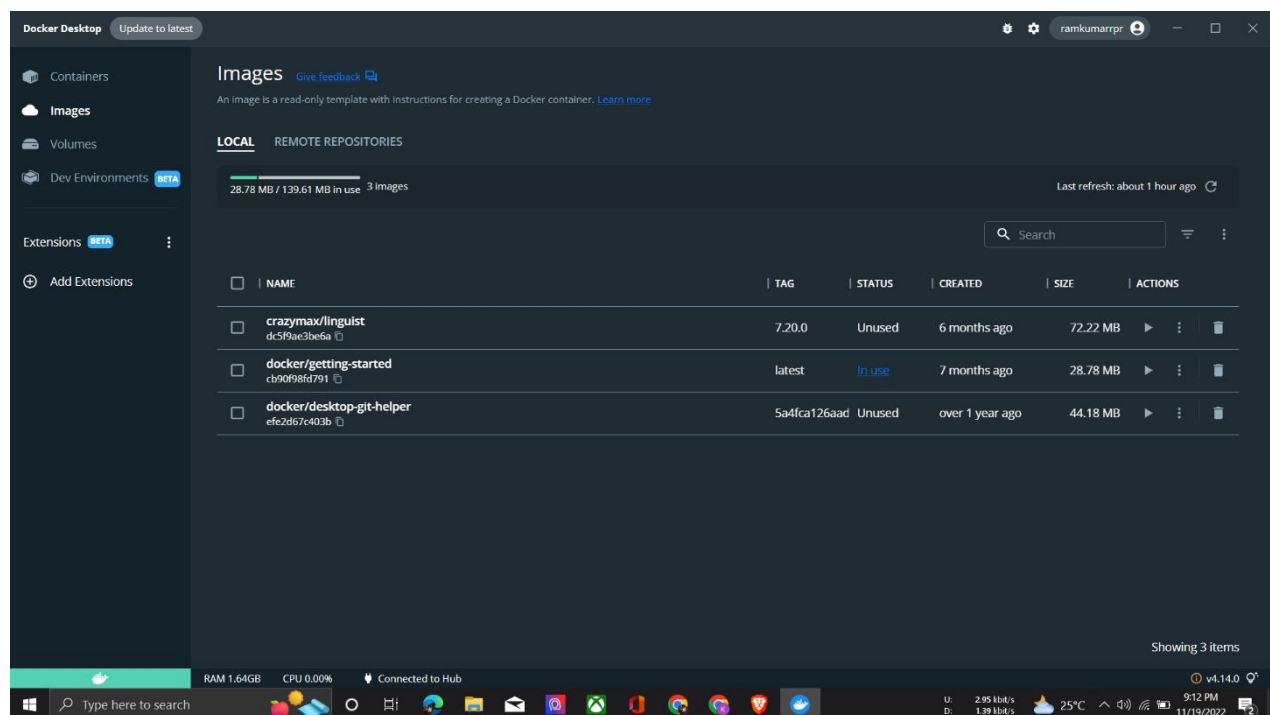 Docker Desktop Update to latest ramkumarrpr
Containers
Images
Volumes
Dev Environments BETA
Extensions BETA
Add Extensions
Images Give feedback
An image is a read-only template with instructions for creating a Docker container. Learn more
LOCAL REMOTE REPOSITORIES
28.78 MB / 139.61 MB in use 3 images Last refresh: about 1 hour ago
Search
NAME TAG STATUS CREATED SIZE ACTIONS
crazymax/linguist 7.20.0 Unused 6 months ago 72.22 MB
dc5f9ae3be6a
docker/getting-started latest In use 7 months ago 28.78 MB
cb90f98fd791
docker/desktop-git-helper 5a4fca126aad Unused over 1 year ago 44.18 MB
efe2d67c403b
Showing 3 items
RAM 1.64GB CPU 0.00% Connected to Hub v4.14.0
Type here to search
U: 2.95 kbit/s
D: 1.39 kbit/s
25°C
9:12 PM
11/19/2022
2